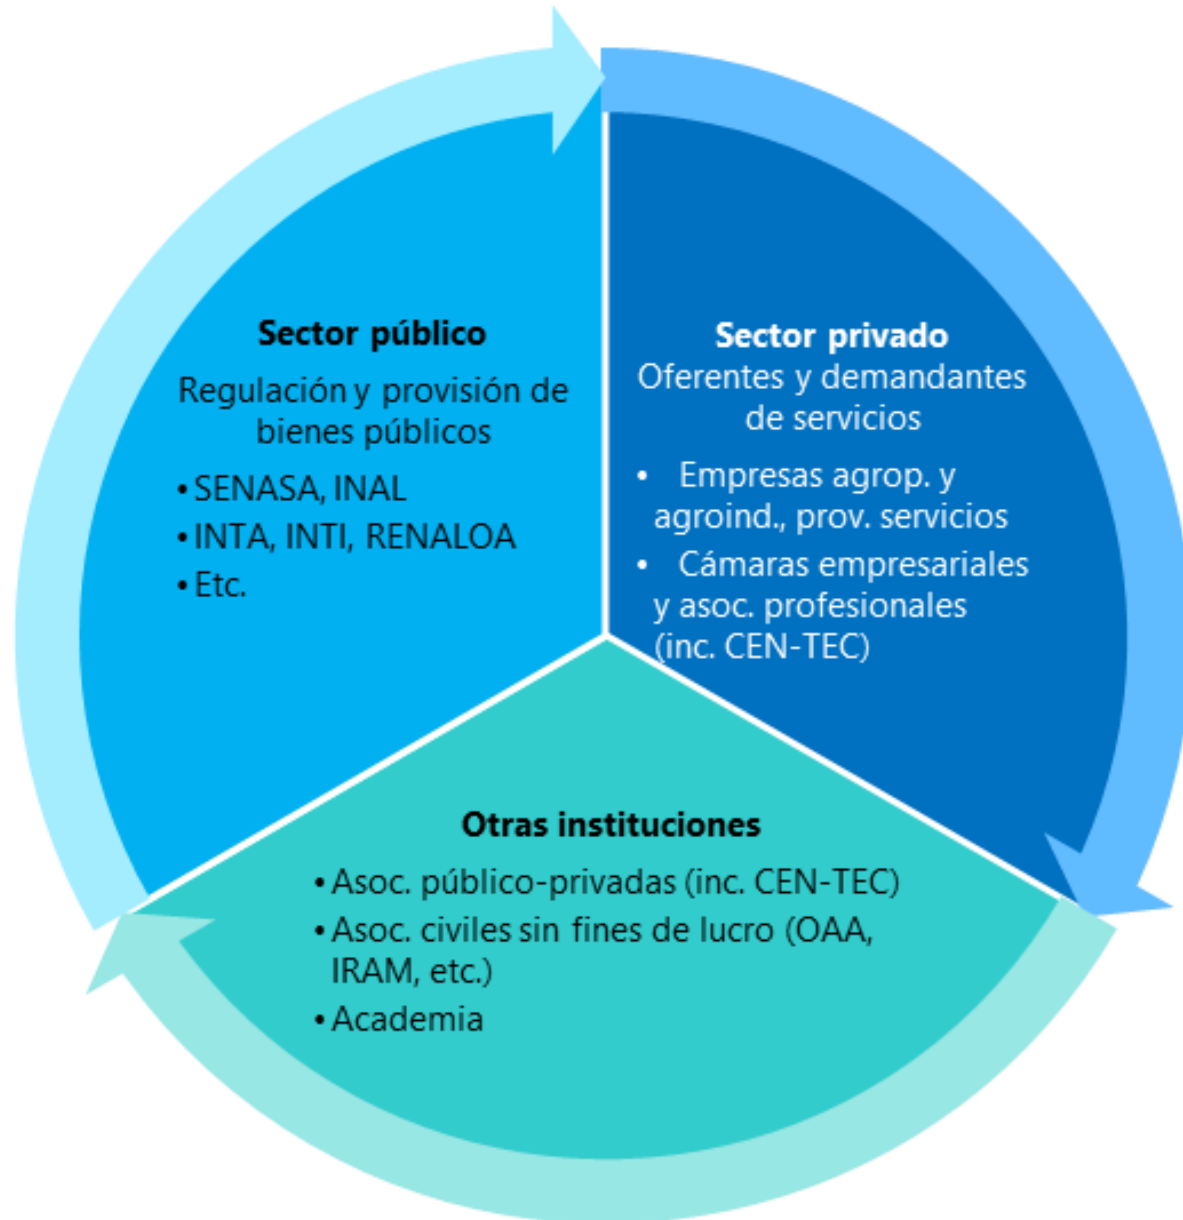 Sector público
Regulación y provisión de
bienes públicos
• SENASA, INAL
• INTA, INTI, RENALOA
• Etc.
Sector privado
Oferentes y demandantes
de servicios
• Empresas agrop. y
agroind., prov. servicios
• Cámaras empresariales
y asoc. profesionales
(inc. CEN-TEC)
Otras instituciones
• Asoc. público-privadas (inc. CEN-TEC)
• Asoc. civiles sin fines de lucro (OAA,
IRAM, etc.)
• Academia